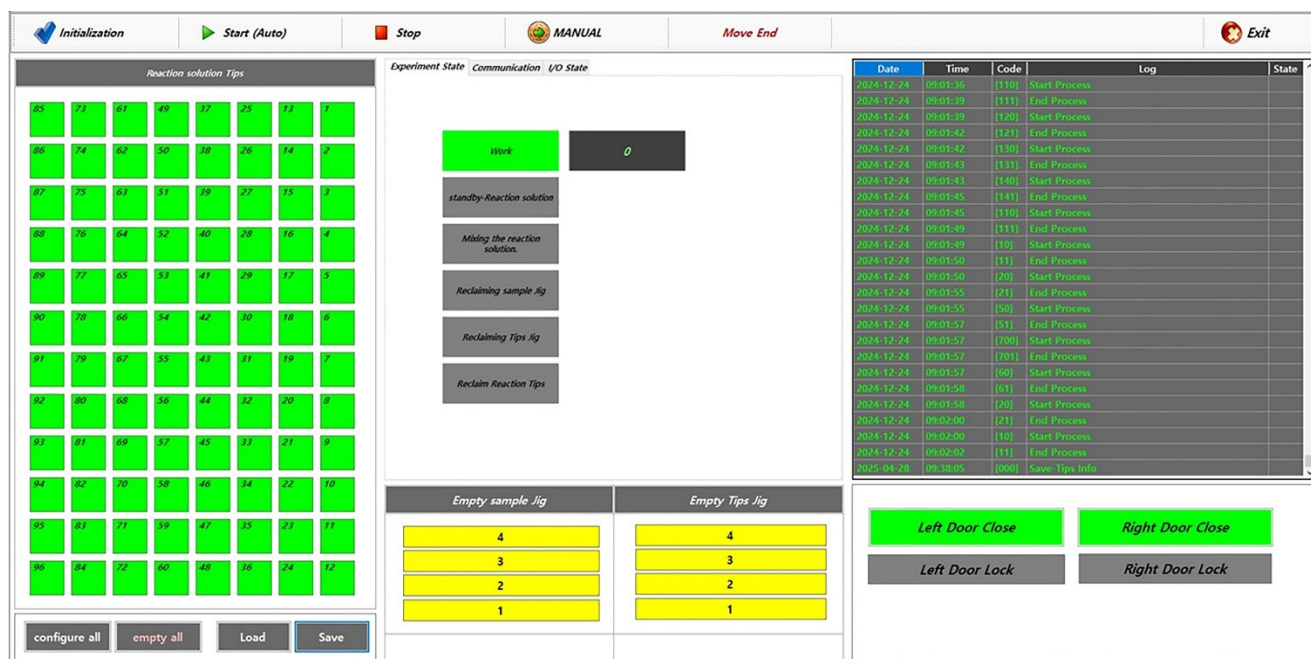 Initialization Start (Auto) Stop MANUAL Move End Exit
Reaction solution Tips
85 73 61 49 37 25 13 1
86 74 62 50 38 26 14 2
87 75 63 51 39 27 15 3
88 76 64 52 40 28 16 4
89 77 65 53 41 29 17 5
90 78 66 54 42 30 18 6
91 79 67 55 43 31 19 7
92 80 68 56 44 32 20 8
93 81 69 57 45 33 21 9
94 82 70 58 46 34 22 10
95 83 71 59 47 35 23 11
96 84 72 60 48 36 24 12
configure all empty all Load Save
Experiment State Communication I/O State
Work 0
standby-Reaction solution
Mixing the reaction
solution.
Reclaiming sample Jig
Reclaiming Tips Jig
Reclaim Reaction Tips
Empty sample Jig Empty Tips Jig
4 4
3 3
2 2
1 1
Date Time Code Log State
2024-12-24 09:01:36 [110] Start Process
2024-12-24 09:01:39 [111] End Process
2024-12-24 09:01:39 [120] Start Process
2024-12-24 09:01:42 [121] End Process
2024-12-24 09:01:42 [130] Start Process
2024-12-24 09:01:43 [131] End Process
2024-12-24 09:01:43 [140] Start Process
2024-12-24 09:01:45 [141] End Process
2024-12-24 09:01:45 [110] Start Process
2024-12-24 09:01:49 [111] End Process
2024-12-24 09:01:49 [10] Start Process
2024-12-24 09:01:50 [11] End Process
2024-12-24 09:01:50 [20] Start Process
2024-12-24 09:01:55 [21] End Process
2024-12-24 09:01:55 [50] Start Process
2024-12-24 09:01:57 [51] End Process
2024-12-24 09:01:57 [700] Start Process
2024-12-24 09:01:57 [701] End Process
2024-12-24 09:01:57 [60] Start Process
2024-12-24 09:01:58 [61] End Process
2024-12-24 09:01:58 [20] Start Process
2024-12-24 09:02:00 [21] End Process
2024-12-24 09:02:00 [10] Start Process
2024-12-24 09:02:02 [11] End Process
2025-04-28 09:38:05 [000] Save-Tips Info
Left Door Close Right Door Close
Left Door Lock Right Door Lock